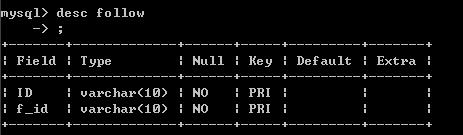 mysql> desc follow
    -> ;
+-------+-------------+------+-----+---------+-------+
| Field | Type        | Null | Key | Default | Extra |
+-------+-------------+------+-----+---------+-------+
| ID    | varchar(10) | NO   | PRI |         |       |
| f_id  | varchar(10) | NO   | PRI |         |       |
+-------+-------------+------+-----+---------+-------+